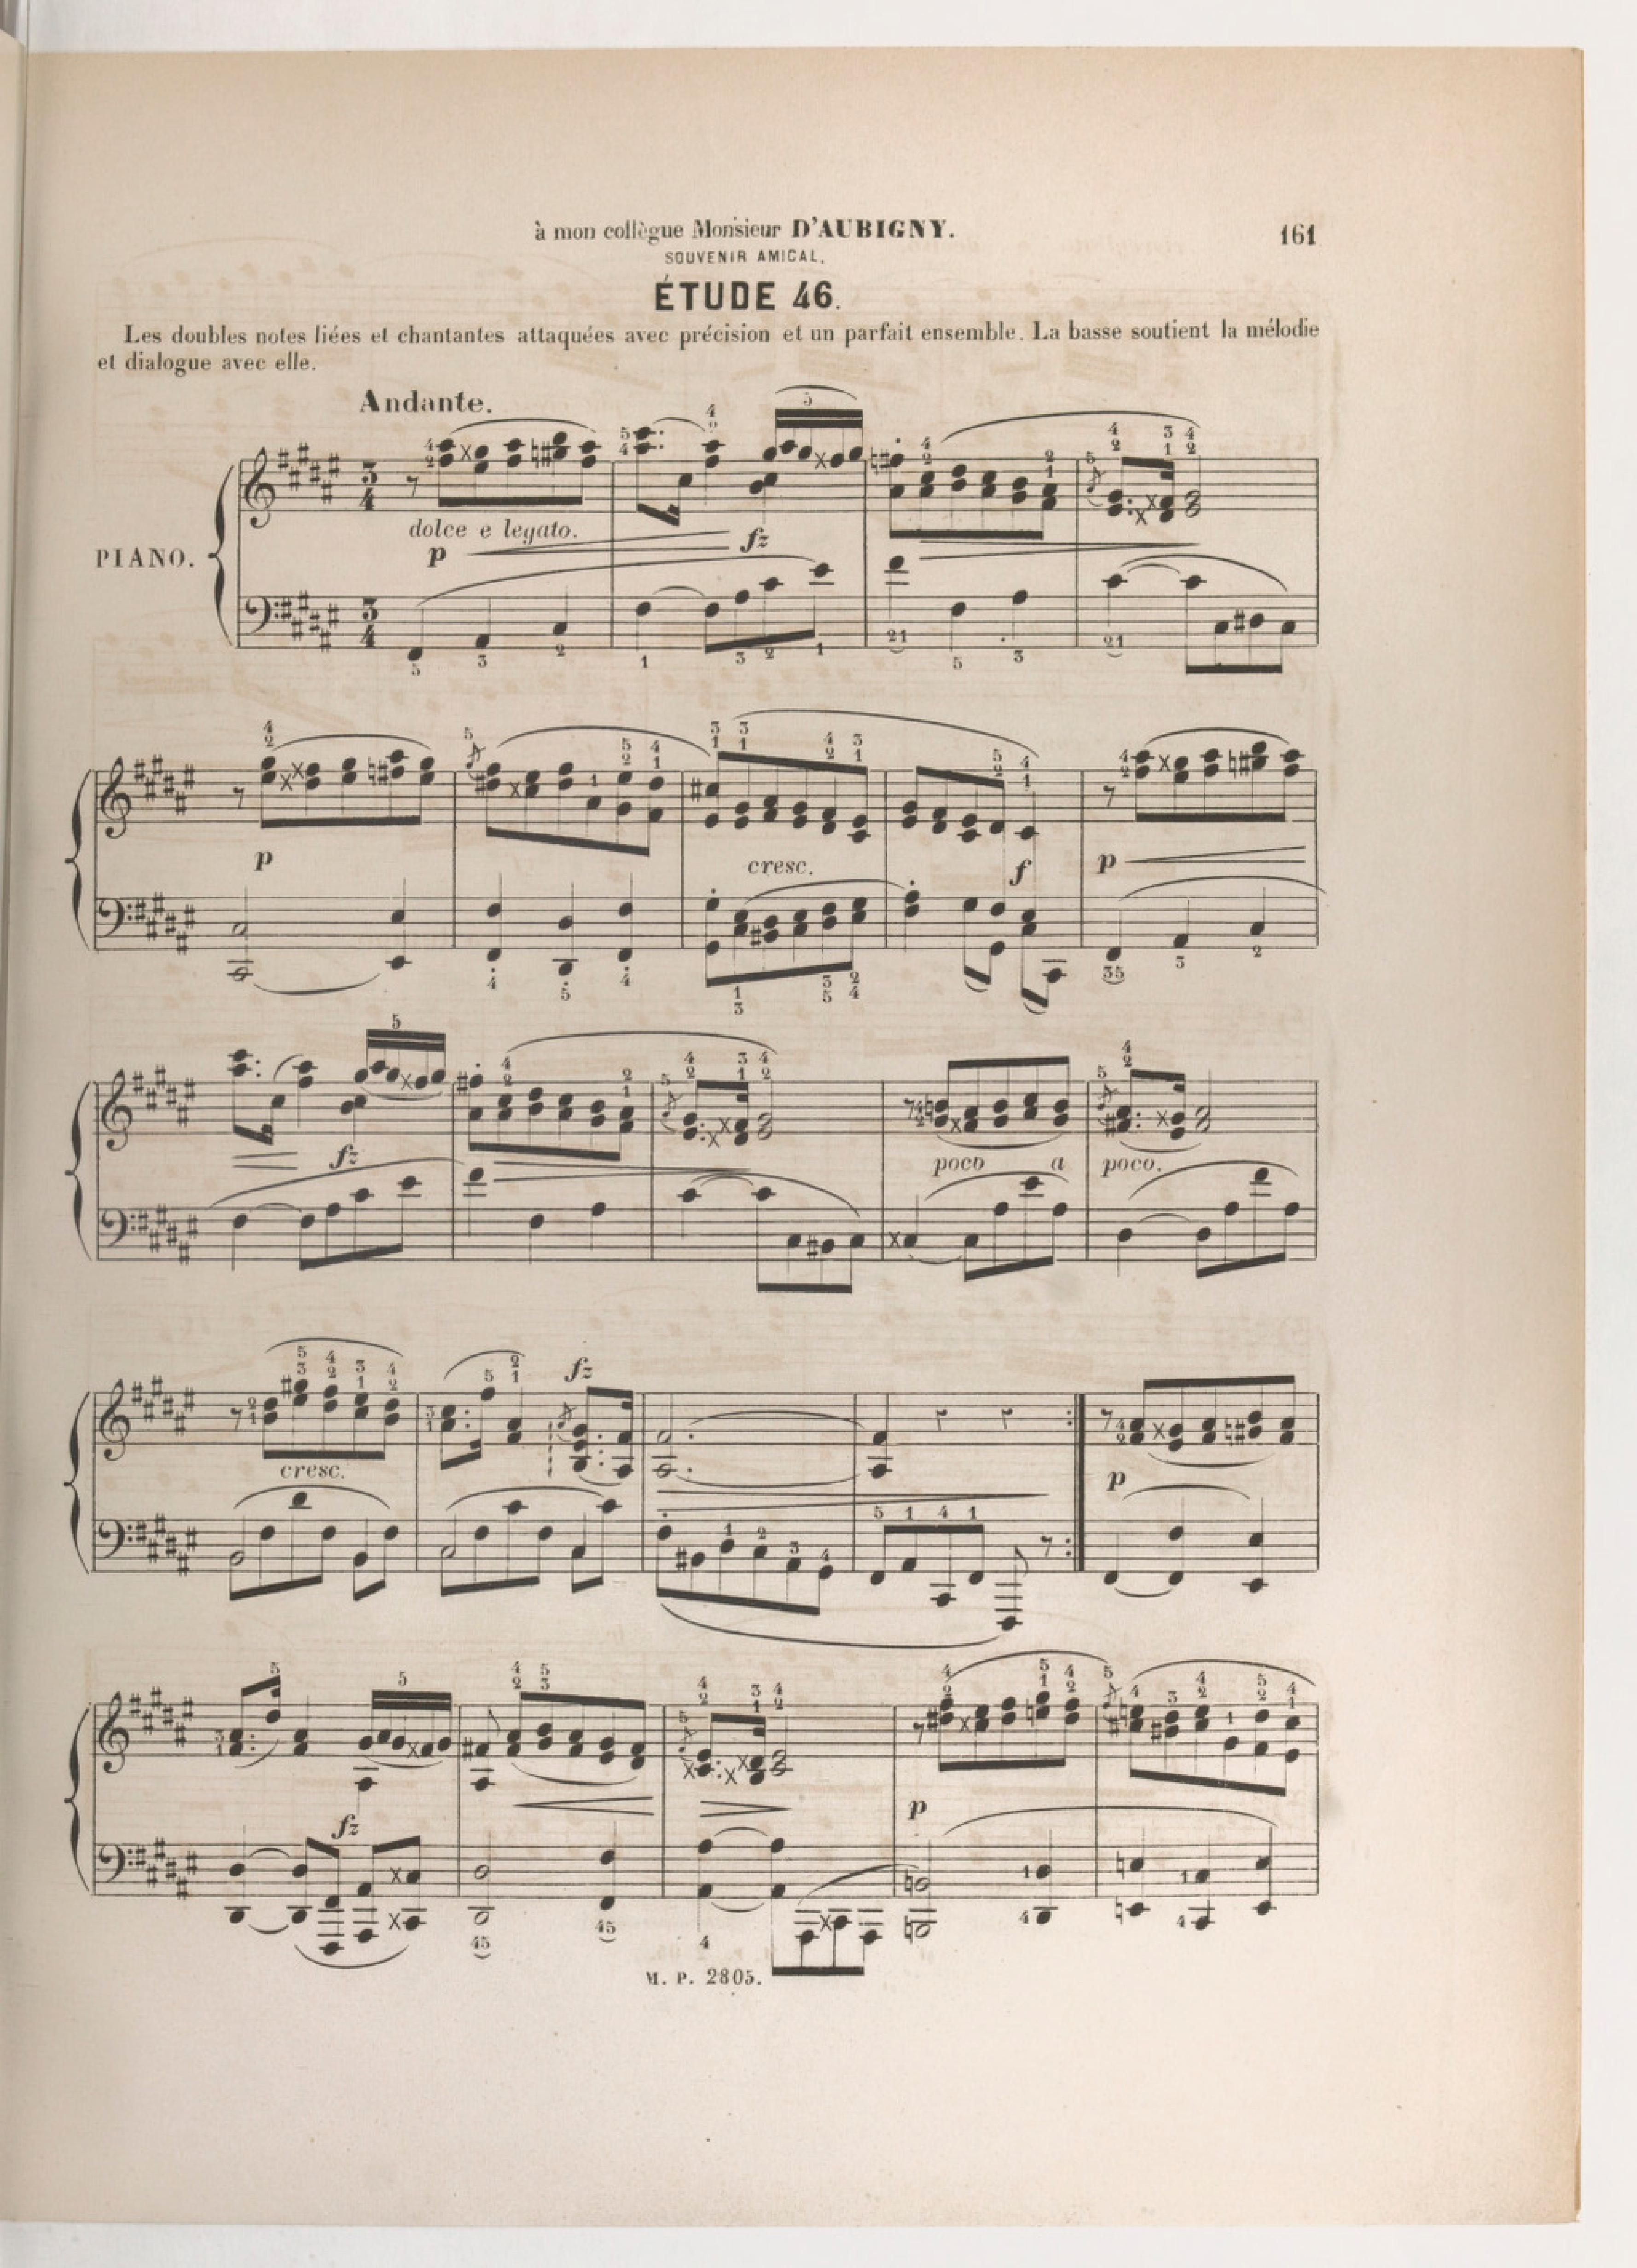 à mon collègue Monsieur D'AUBIGNY.
161
SOUVENIR AMICAL.
ÉTUDE 46.
Les doubles notes liées et chantantes attaquées avec précision et un parfait ensemble. La basse soutient la mélodie
et dialogue avec elle.
Andante.
PIANO.
dolce e legato.
p
fz
p
cresc.
f
p
fz
poco a poco.
fz
cresc.
p
fz
p
M. P. 2805.